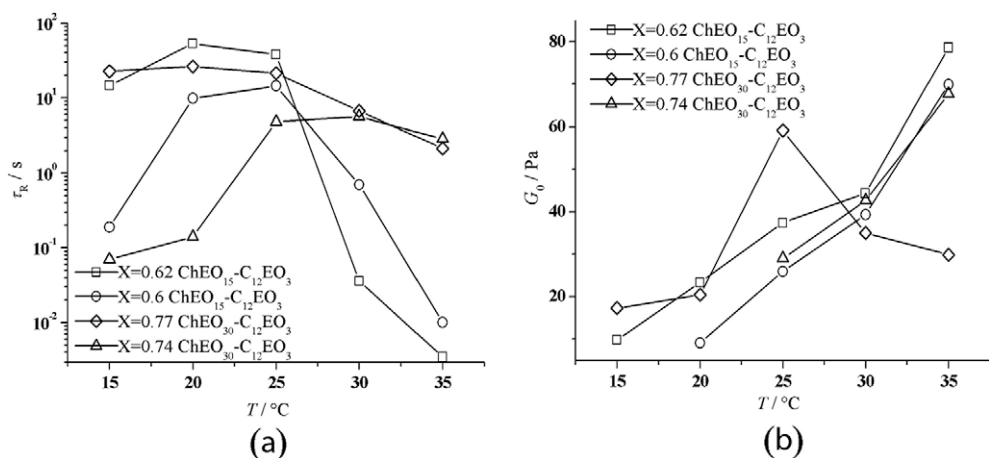 10²
10¹
10⁰
10⁻¹
10⁻²
τ_R / s
X=0.62 ChEO₁₅-C₁₂EO₃
X=0.6 ChEO₁₅-C₁₂EO₃
X=0.77 ChEO₃₀-C₁₂EO₃
X=0.74 ChEO₃₀-C₁₂EO₃
15 20 25 30 35
T / °C
(a)
80
60
40
20
G₀ / Pa
X=0.62 ChEO₁₅-C₁₂EO₃
X=0.6 ChEO₁₅-C₁₂EO₃
X=0.77 ChEO₃₀-C₁₂EO₃
X=0.74 ChEO₃₀-C₁₂EO₃
15 20 25 30 35
T / °C
(b)